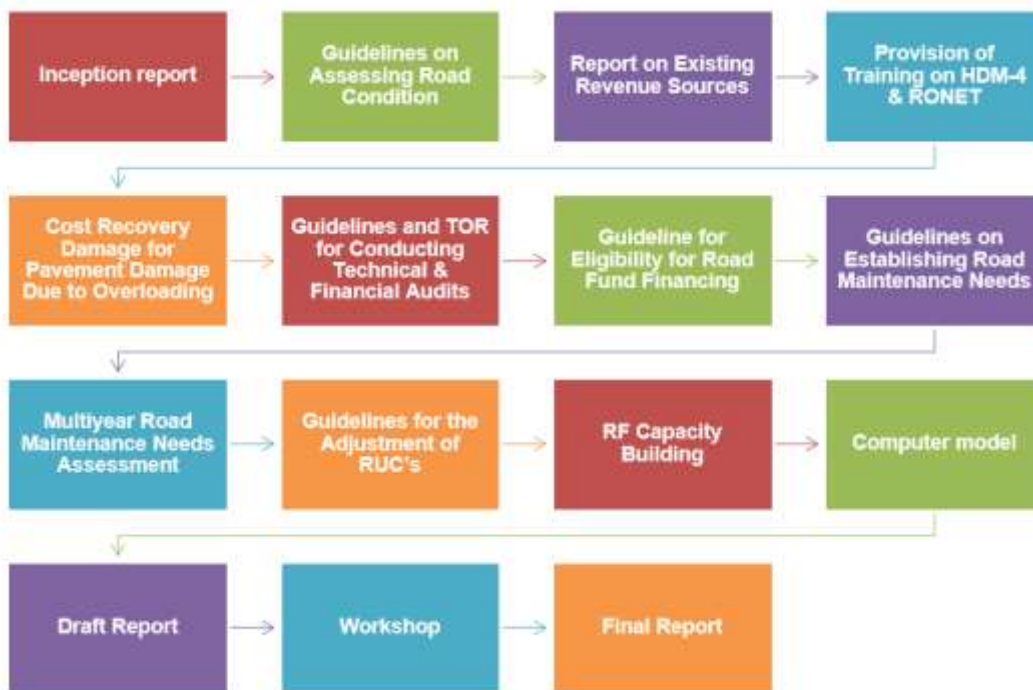 Inception report
Guidelines on
Assessing Road
Condition
Report on Existing
Revenue Sources
Provision of
Training on HDM-4
& RONET
Cost Recovery
Damage for
Pavement Damage
Due to Overloading
Guidelines and TOR
for Conducting
Technical &
Financial Audits
Guideline for
Eligibility for Road
Fund Financing
Guidelines on
Establishing Road
Maintenance Needs
Multiyear Road
Maintenance Needs
Assessment
Guidelines for the
Adjustment of
RUC's
RF Capacity
Building
Computer model
Draft Report
Workshop
Final Report